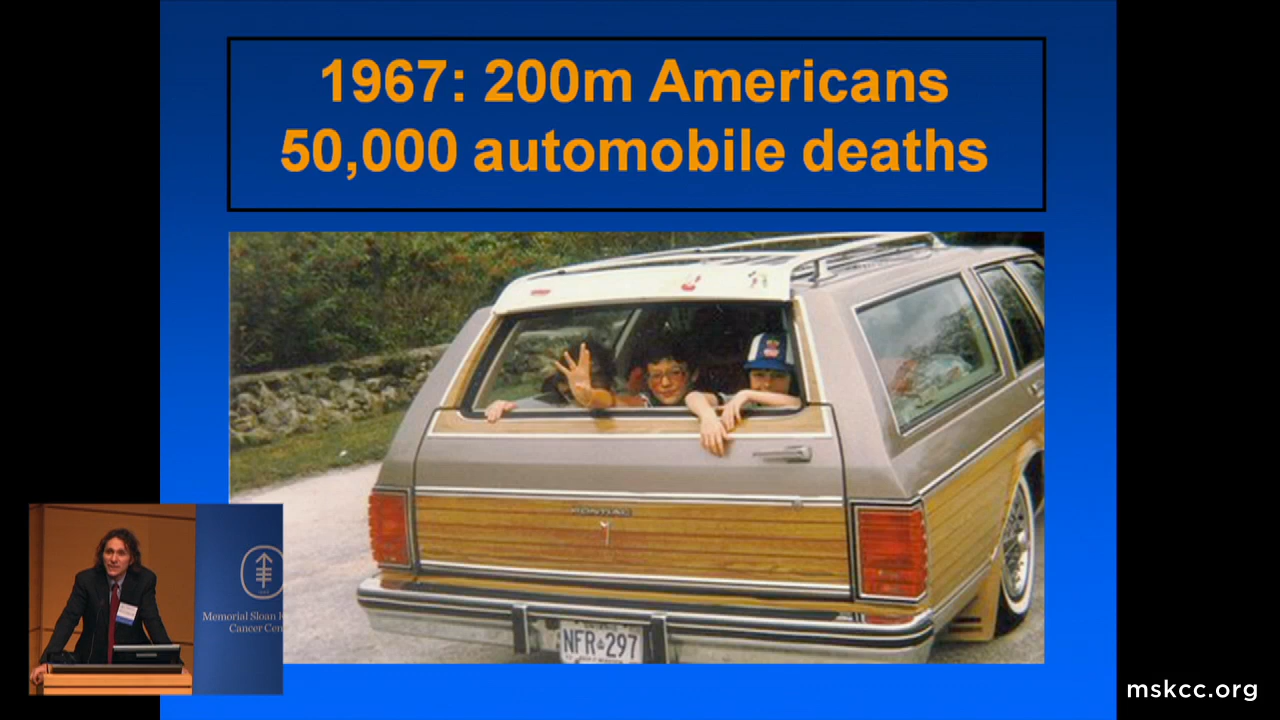 1967: 200m Americans
50,000 automobile deaths
PONTIAC
NFR 297
Memorial Sloan
Cancer Cen
mskcc.org